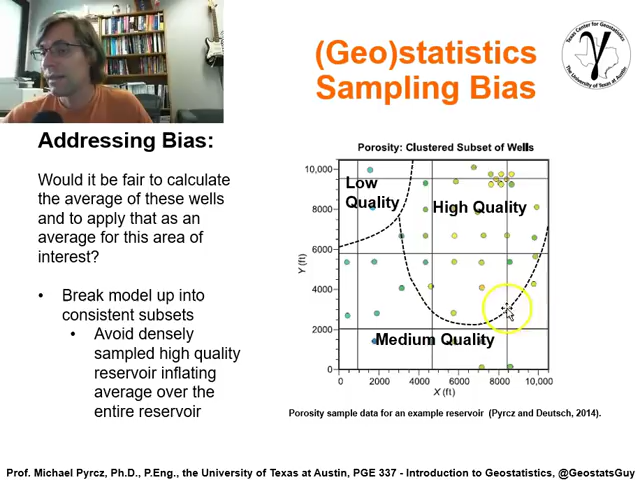 (Geo)statistics
Sampling Bias
Texas Center for Geostatistics
The University of Texas at Austin
γ
Addressing Bias:
Would it be fair to calculate
the average of these wells
and to apply that as an
average for this area of
interest?
• Break model up into
consistent subsets
• Avoid densely
sampled high quality
reservoir inflating
average over the
entire reservoir
Porosity: Clustered Subset of Wells
10,000
8000
6000
4000
2000
0
Y (ft)
Low
Quality
High Quality
Medium Quality
0 2000 4000 6000 8000 10,000
X (ft)
Porosity sample data for an example reservoir (Pyrcz and Deutsch, 2014).
Prof. Michael Pyrcz, Ph.D., P.Eng., the University of Texas at Austin, PGE 337 - Introduction to Geostatistics, @GeostatsGuy